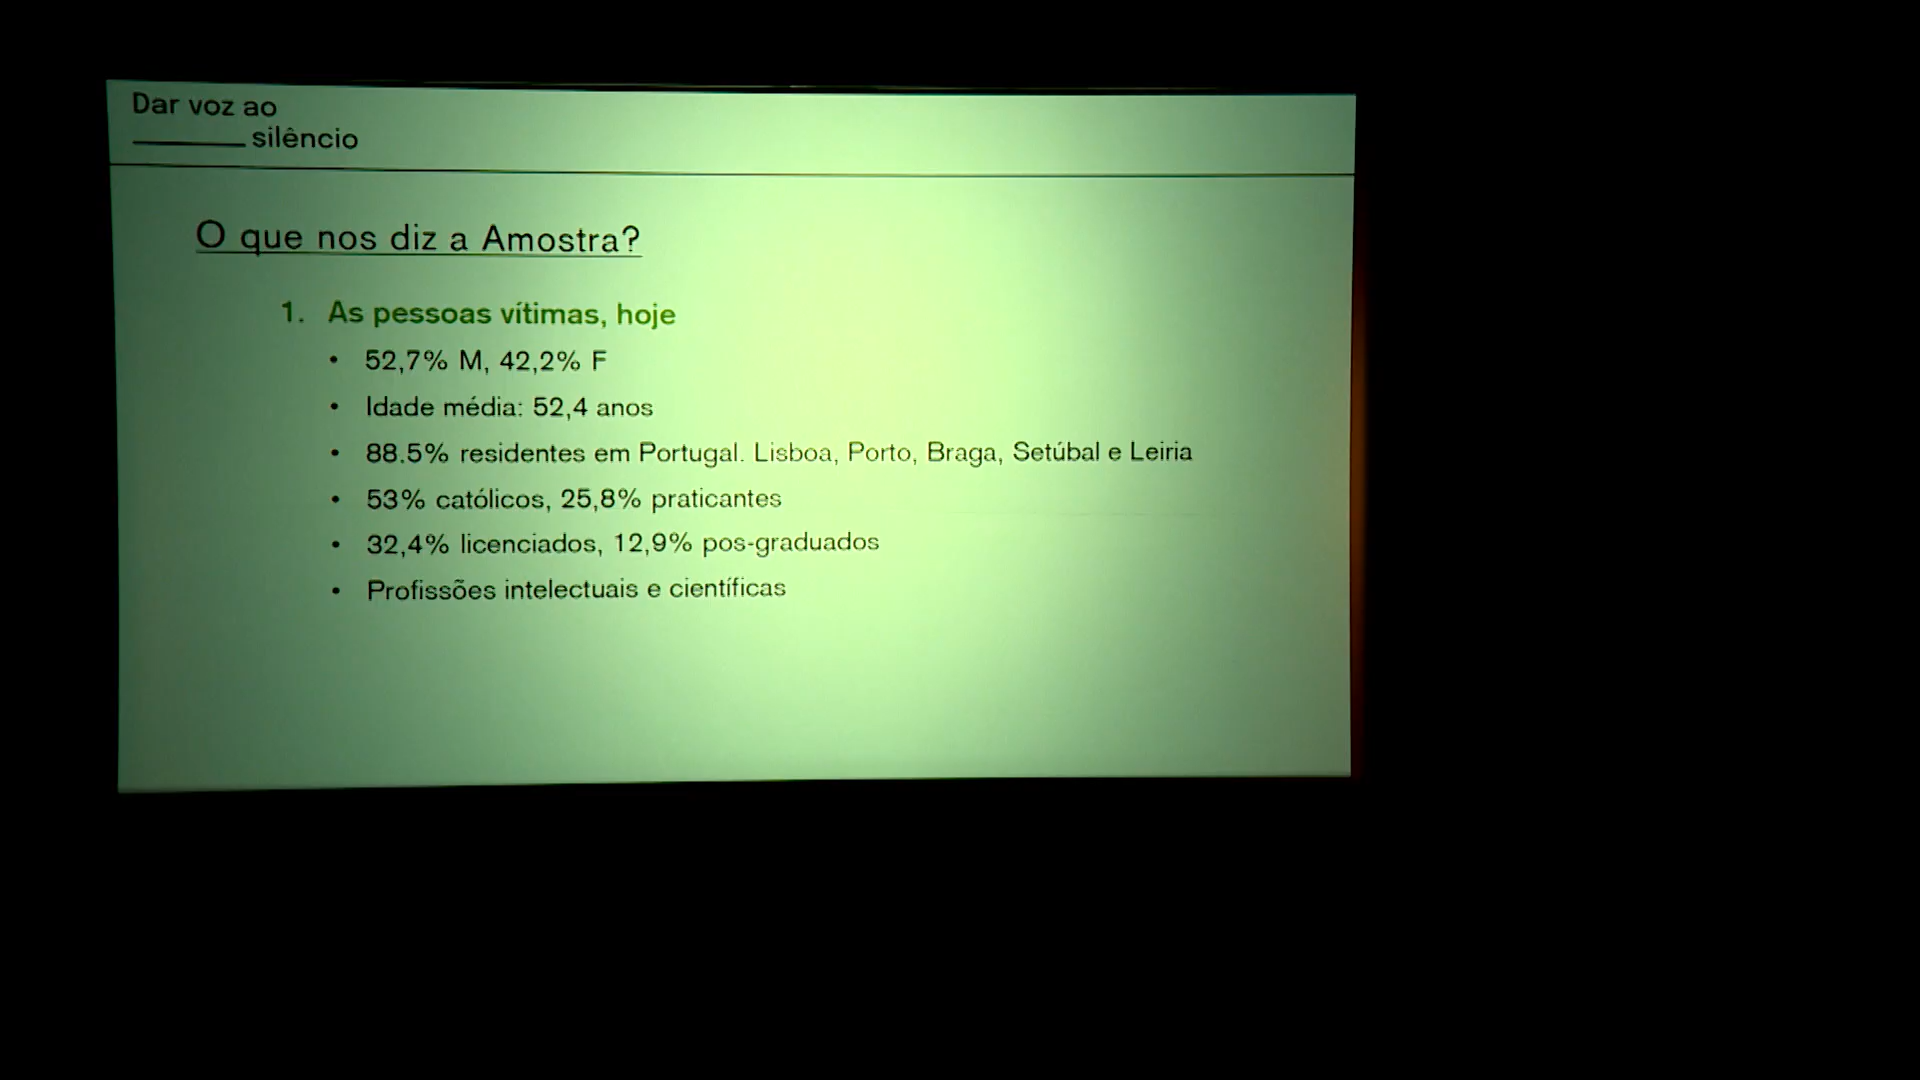 Dar voz ao
silêncio
O que nos diz a Amostra?
1. As pessoas vítimas, hoje
• 52,7% M, 42,2% F
• Idade média: 52,4 anos
• 88.5% residentes em Portugal. Lisboa, Porto, Braga, Setúbal e Leiria
• 53% católicos, 25,8% praticantes
• 32,4% licenciados, 12,9% pos-graduados
• Profissões intelectuais e científicas